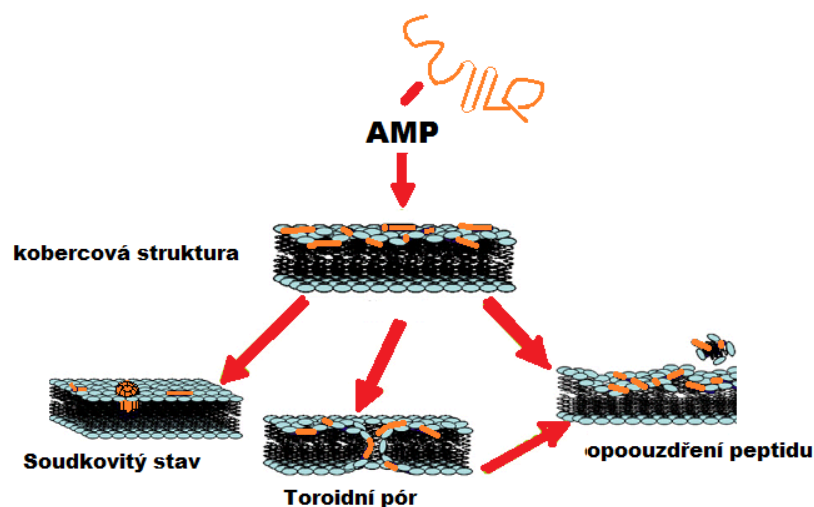 AMP
kobercová struktura
Soudkovitý stav
Toroidní pór
opoouzdření peptidu